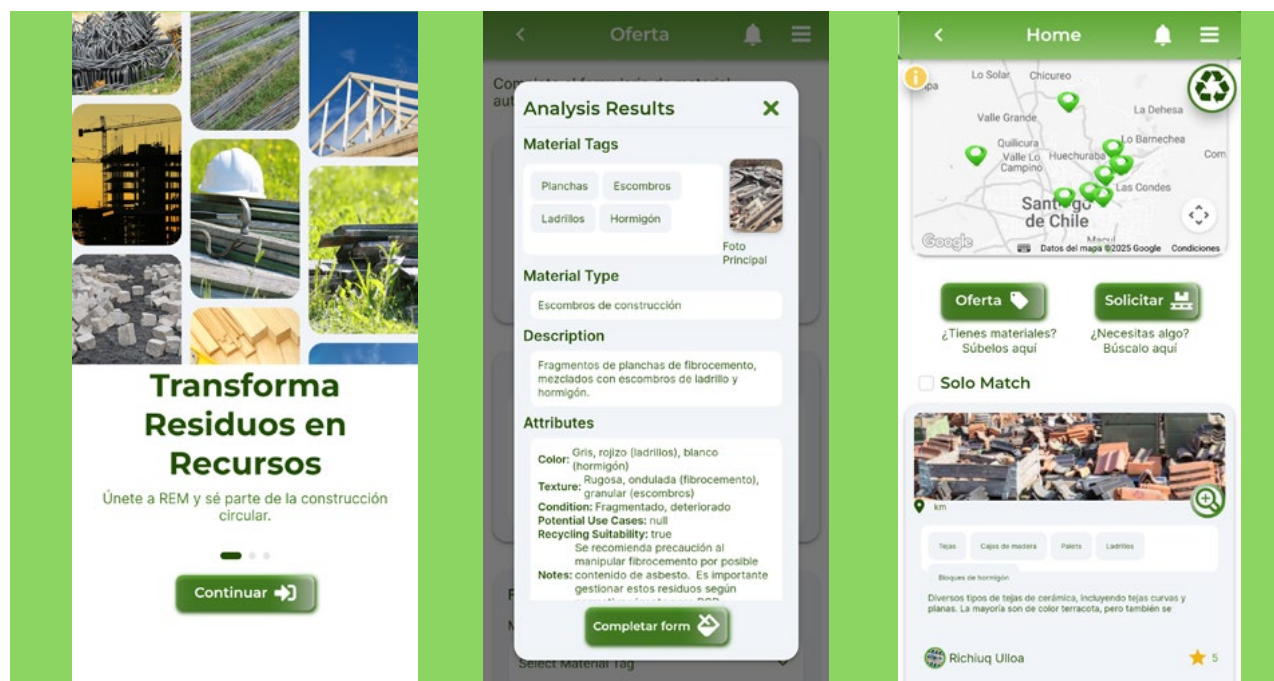 Transforma
Residuos en
Recursos
Únete a REM y sé parte de la construcción
circular.
Continuar
Oferta
Analysis Results
Material Tags
Planchas
Escombros
Ladrillos
Hormigón
Foto
Principal
Material Type
Escombros de construcción
Description
Fragmentos de planchas de fibrocemento,
mezclados con escombros de ladrillo y
hormigón.
Attributes
Color: Gris, rojizo (ladrillos), blanco
(hormigón)
Texture: Rugosa, ondulada (fibrocemento),
granular (escombros)
Condition: Fragmentado, deteriorado
Potential Use Cases: null
Recycling Suitability: true
Notes: Se recomienda precaución al
manipular fibrocemento por posible
contenido de asbesto. Es importante
gestionar estos residuos según
Completar form
Select Material Tag
Home
Lo Solar
Chicureo
Valle Grande
La Dehesa
Quilicura
Lo Barnechea
Valle Lo
Campino
Huechuraba
Com
Las Condes
Santiago
de Chile
Macul
Google
Datos del mapa ©2025 Google
Condiciones
Oferta
Solicitar
¿Tienes materiales?
Súbelos aquí
¿Necesitas algo?
Búscalo aquí
Solo Match
km
Tejas
Cajas de madera
Palets
Ladrillos
Bloques de hormigón
Diversos tipos de tejas de cerámica, incluyendo tejas curvas y
planas. La mayoría son de color terracota, pero también se
Richiuq Ulloa
5